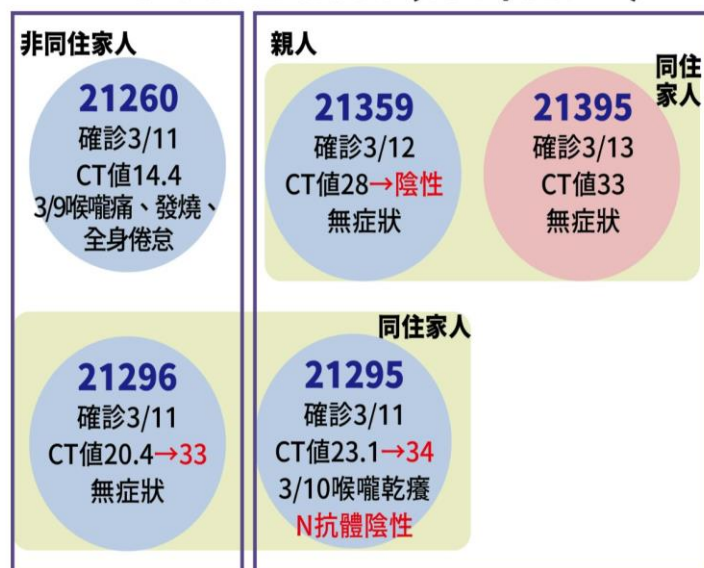 非同住家人
21260
確診3/11
CT值14.4
3/9喉嚨痛、發燒、
全身倦怠
親人
同住
家人
21359
確診3/12
CT值28→陰性
無症狀
21395
確診3/13
CT值33
無症狀
同住家人
21296
確診3/11
CT值20.4→33
無症狀
21295
確診3/11
CT值23.1→34
3/10喉嚨乾癢
N抗體陰性